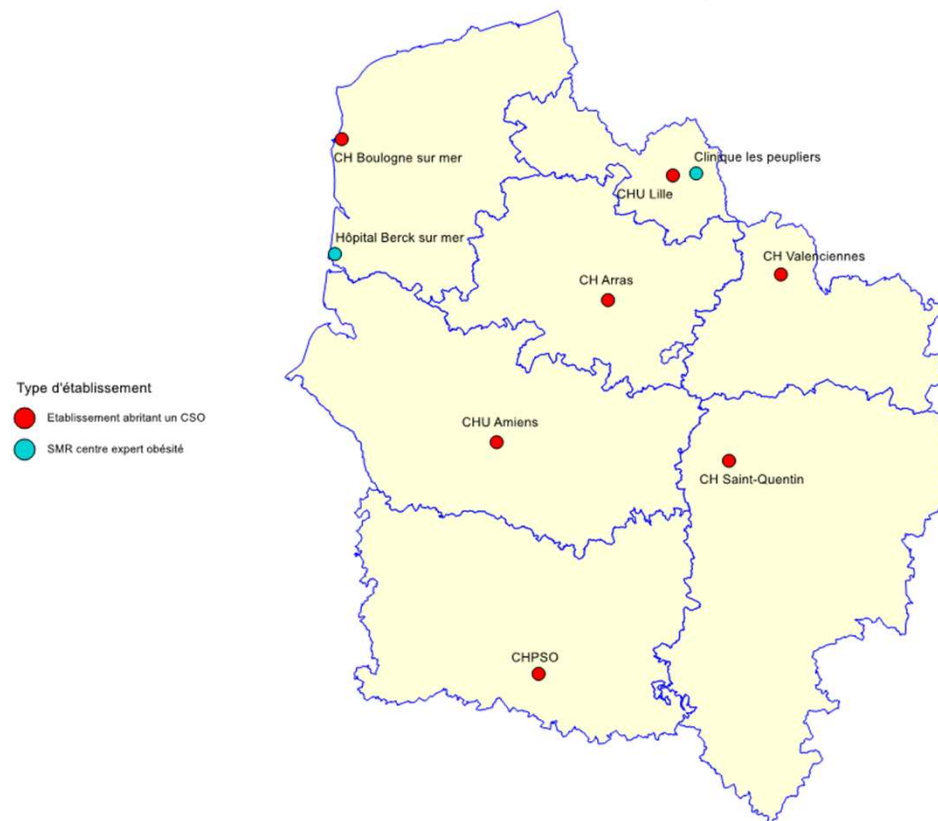 Clinique les peupliers
CH Boulogne sur mer
CHU Lille
Hôpital Berck sur mer
CH Valenciennes
CH Arras
Type d'établissement
Etablissement abritant un CSO
CHU Amiens
SMR centre expert obésité
CH Saint-Quentin
CHPSO